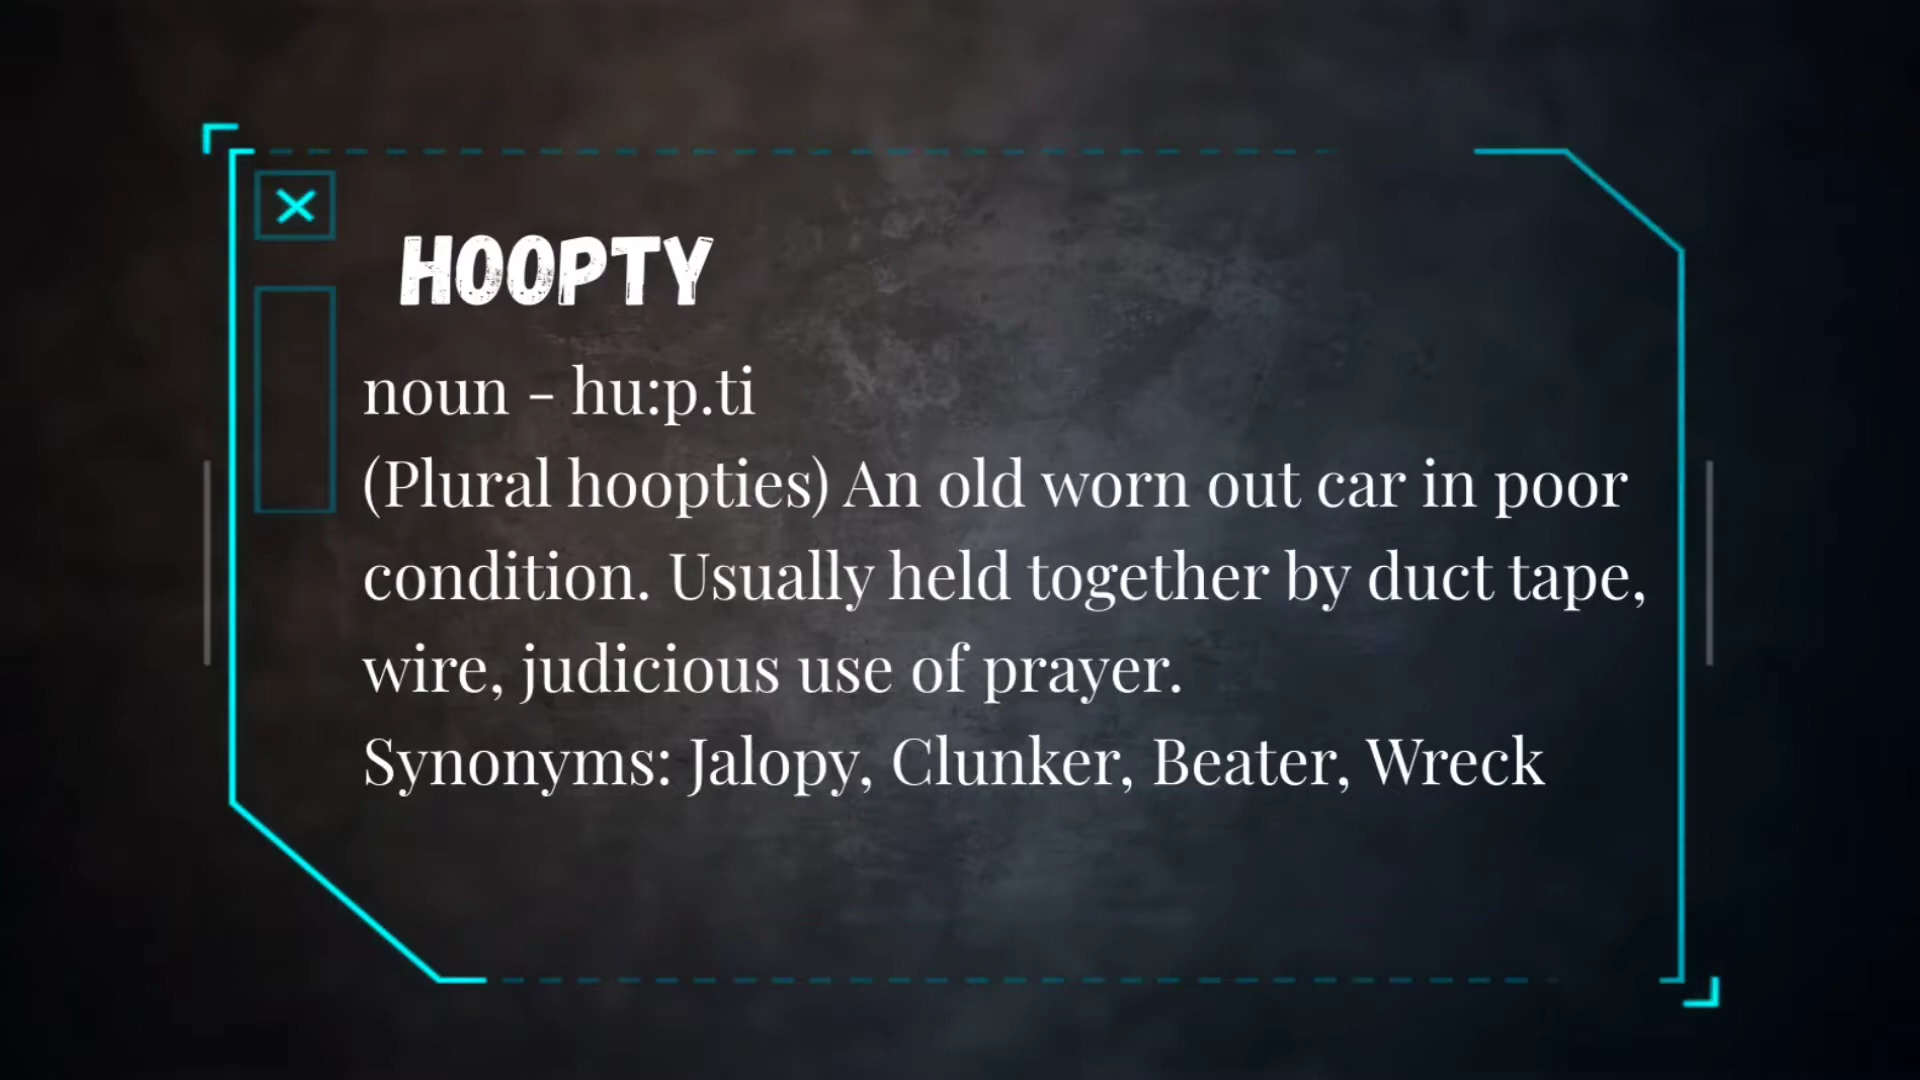 HOOPTY
noun - hu:p.ti
(Plural hoopties) An old worn out car in poor
condition. Usually held together by duct tape,
wire, judicious use of prayer.
Synonyms: Jalopy, Clunker, Beater, Wreck